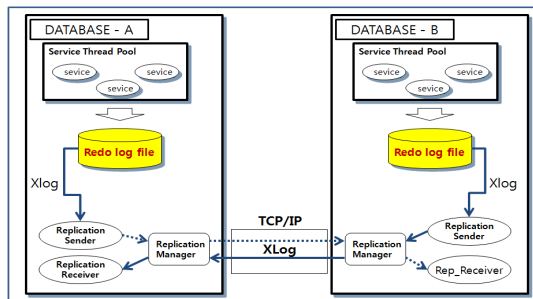 DATABASE - A
Service Thread Pool
sevice
sevice
sevice
Redo log file
Xlog
Replication
Sender
Replication
Receiver
Replication
Manager
TCP/IP
XLog
DATABASE - B
Service Thread Pool
sevice
sevice
sevice
Redo log file
Xlog
Replication
Manager
Replication
Sender
Rep_Receiver